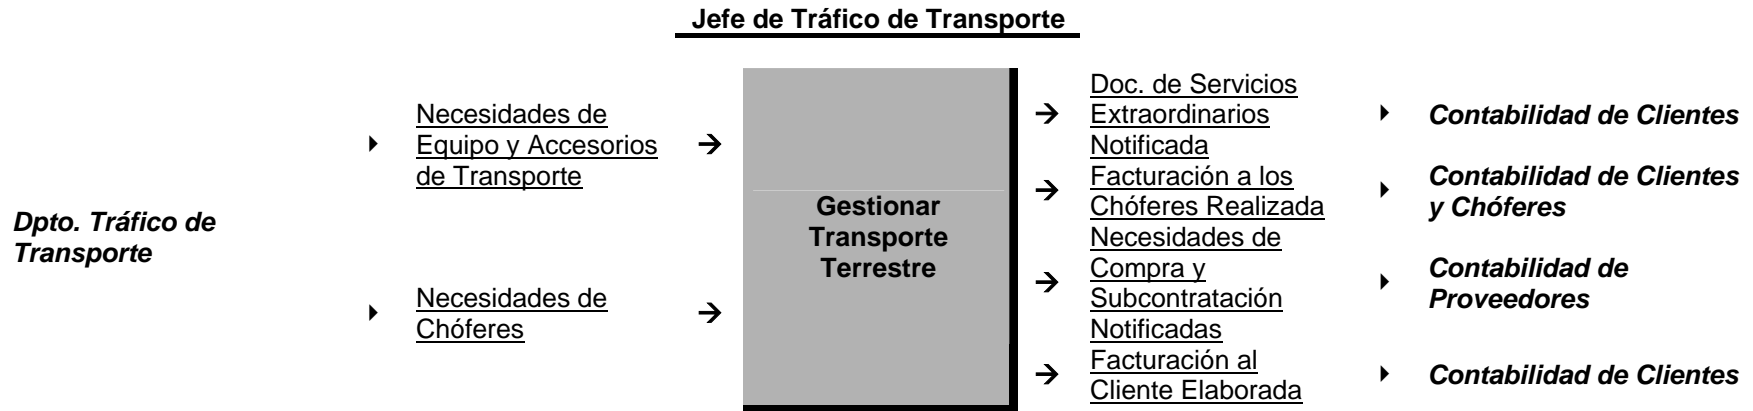 Jefe de Tráfico de Transporte
Dpto. Tráfico de
Transporte
Necesidades de
Equipo y Accesorios
de Transporte
Necesidades de
Chóferes
Gestionar
Transporte
Terrestre
Doc. de Servicios
Extraordinarios
Notificada
Facturación a los
Chóferes Realizada
Necesidades de
Compra y
Subcontratación
Notificadas
Facturación al
Cliente Elaborada
Contabilidad de Clientes
Contabilidad de Clientes
y Chóferes
Contabilidad de
Proveedores
Contabilidad de Clientes